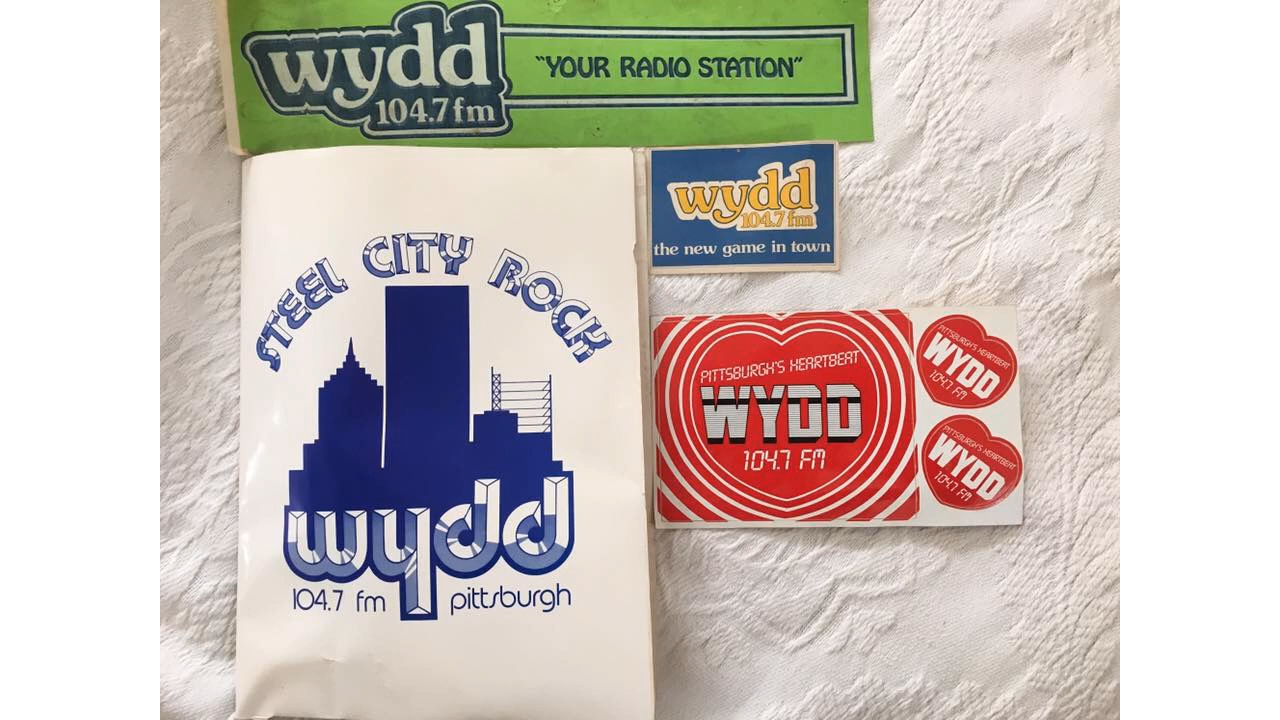 wydd
104.7 fm
"YOUR RADIO STATION"
STEEL CITY ROCK
wydd
104.7 fm pittsburgh
wydd
104.7 fm
the new game in town
PITTSBURGH'S HEARTBEAT
WYDD
104.7 FM
PITTSBURGH'S HEARTBEAT
WYDD
104.7 FM
PITTSBURGH'S HEARTBEAT
WYDD
104.7 FM